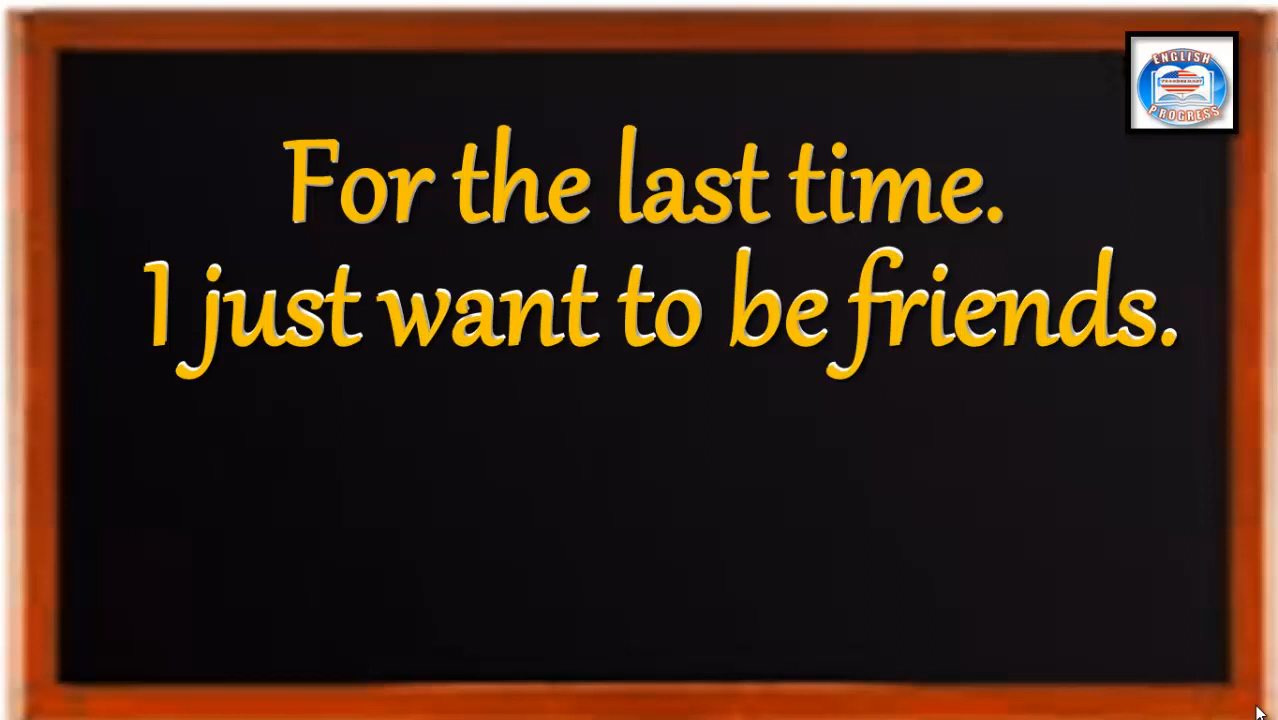 ENGLISH
PROGRESS
For the last time.
I just want to be friends.